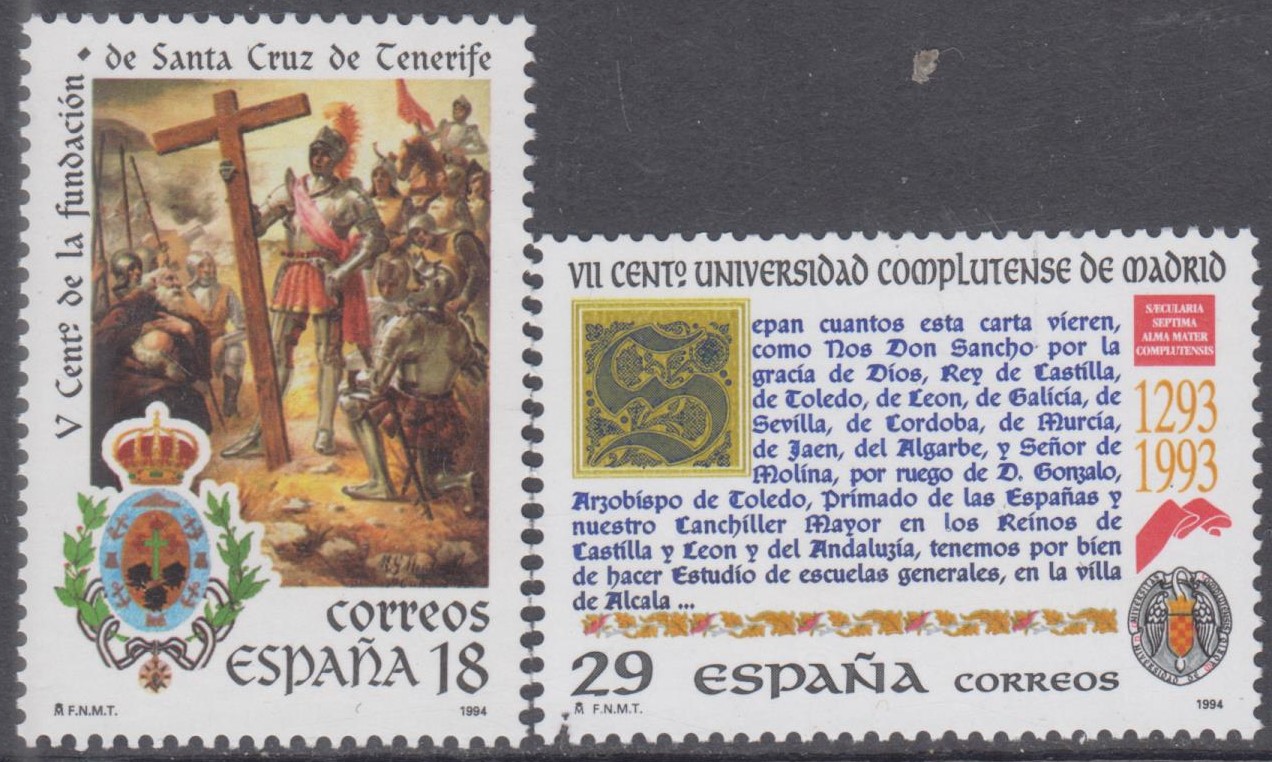 V Centº de la fundación
• de Santa Cruz de Tenerife
correos
ESPAÑA 18
F.N.M.T.
1994
VII CENTº UNIVERSIDAD COMPLUTENSE DE MADRID
Sepan cuantos esta carta vieren,
como Nos Don Sancho por la
gracia de Dios, Rey de Castilla,
de Toledo, de Leon, de Galicia, de
Sevilla, de Cordoba, de Murcia,
de Jaen, del Algarbe, y Señor de
Molina, por ruego de D. Gonzalo,
Arzobispo de Toledo, Primado de las Españas y
nuestro Canchiller Mayor en los Reinos de
Castilla y Leon y del Andaluzia, tenemos por bien
de hacer Estudio de escuelas generales, en la villa
de Alcala ...
SÆCULARIA
SEPTIMA
ALMA MATER
COMPLUTENSIS
1293
1993
29 ESPAÑA CORREOS
F.N.M.T.
1994